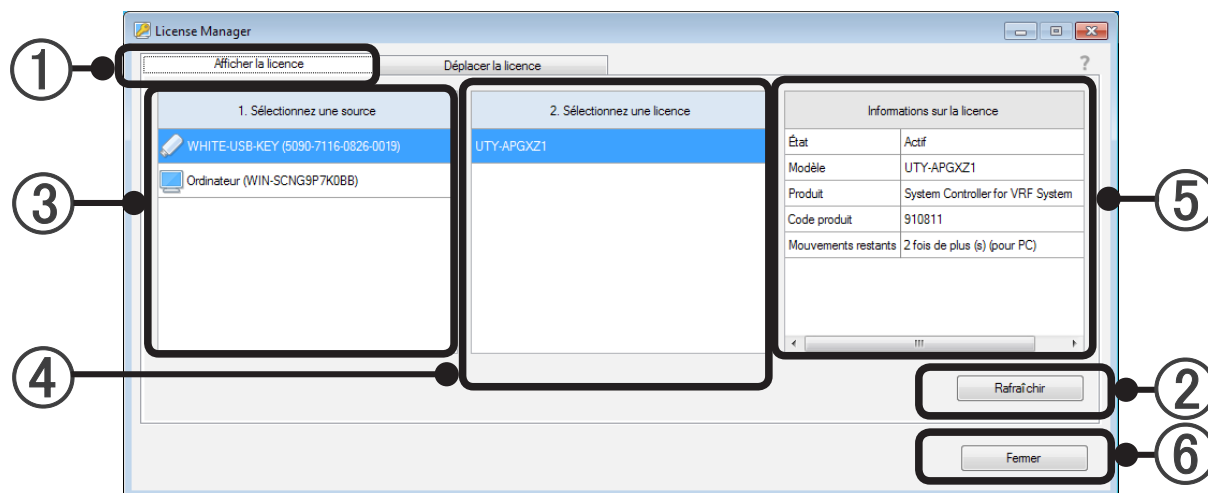 License Manager
① Afficher la licence Déplacer la licence ?
1. Sélectionnez une source 2. Sélectionnez une licence Informations sur la licence
WHITE-USB-KEY (5090-7116-0826-0019) UTY-APGXZ1 État Actif
Ordinateur (WIN-SCNG9P7K0BB) Modèle UTY-APGXZ1
③ Produit System Controller for VRF System ⑤
Code produit 910811
Mouvements restants 2 fois de plus (s) (pour PC)
④ Rafraîchir ②
Fermer ⑥